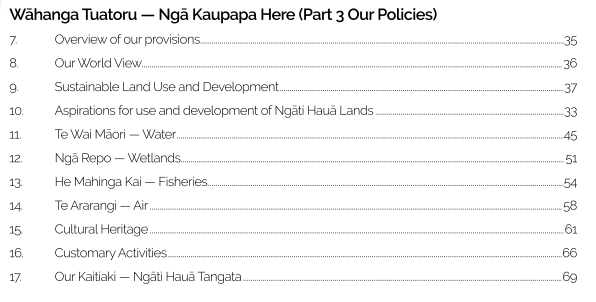 Wāhanga Tuatoru — Ngā Kaupapa Here (Part 3 Our Policies)
7. Overview of our provisions 35
8. Our World View 36
9. Sustainable Land Use and Development 37
10. Aspirations for use and development of Ngāti Hauā Lands 33
11. Te Wai Māori — Water 45
12. Ngā Repo — Wetlands 51
13. He Mahinga Kai — Fisheries 54
14. Te Ararangi — Air 58
15. Cultural Heritage 61
16. Customary Activities 66
17. Our Kaitiaki — Ngāti Hauā Tangata 69